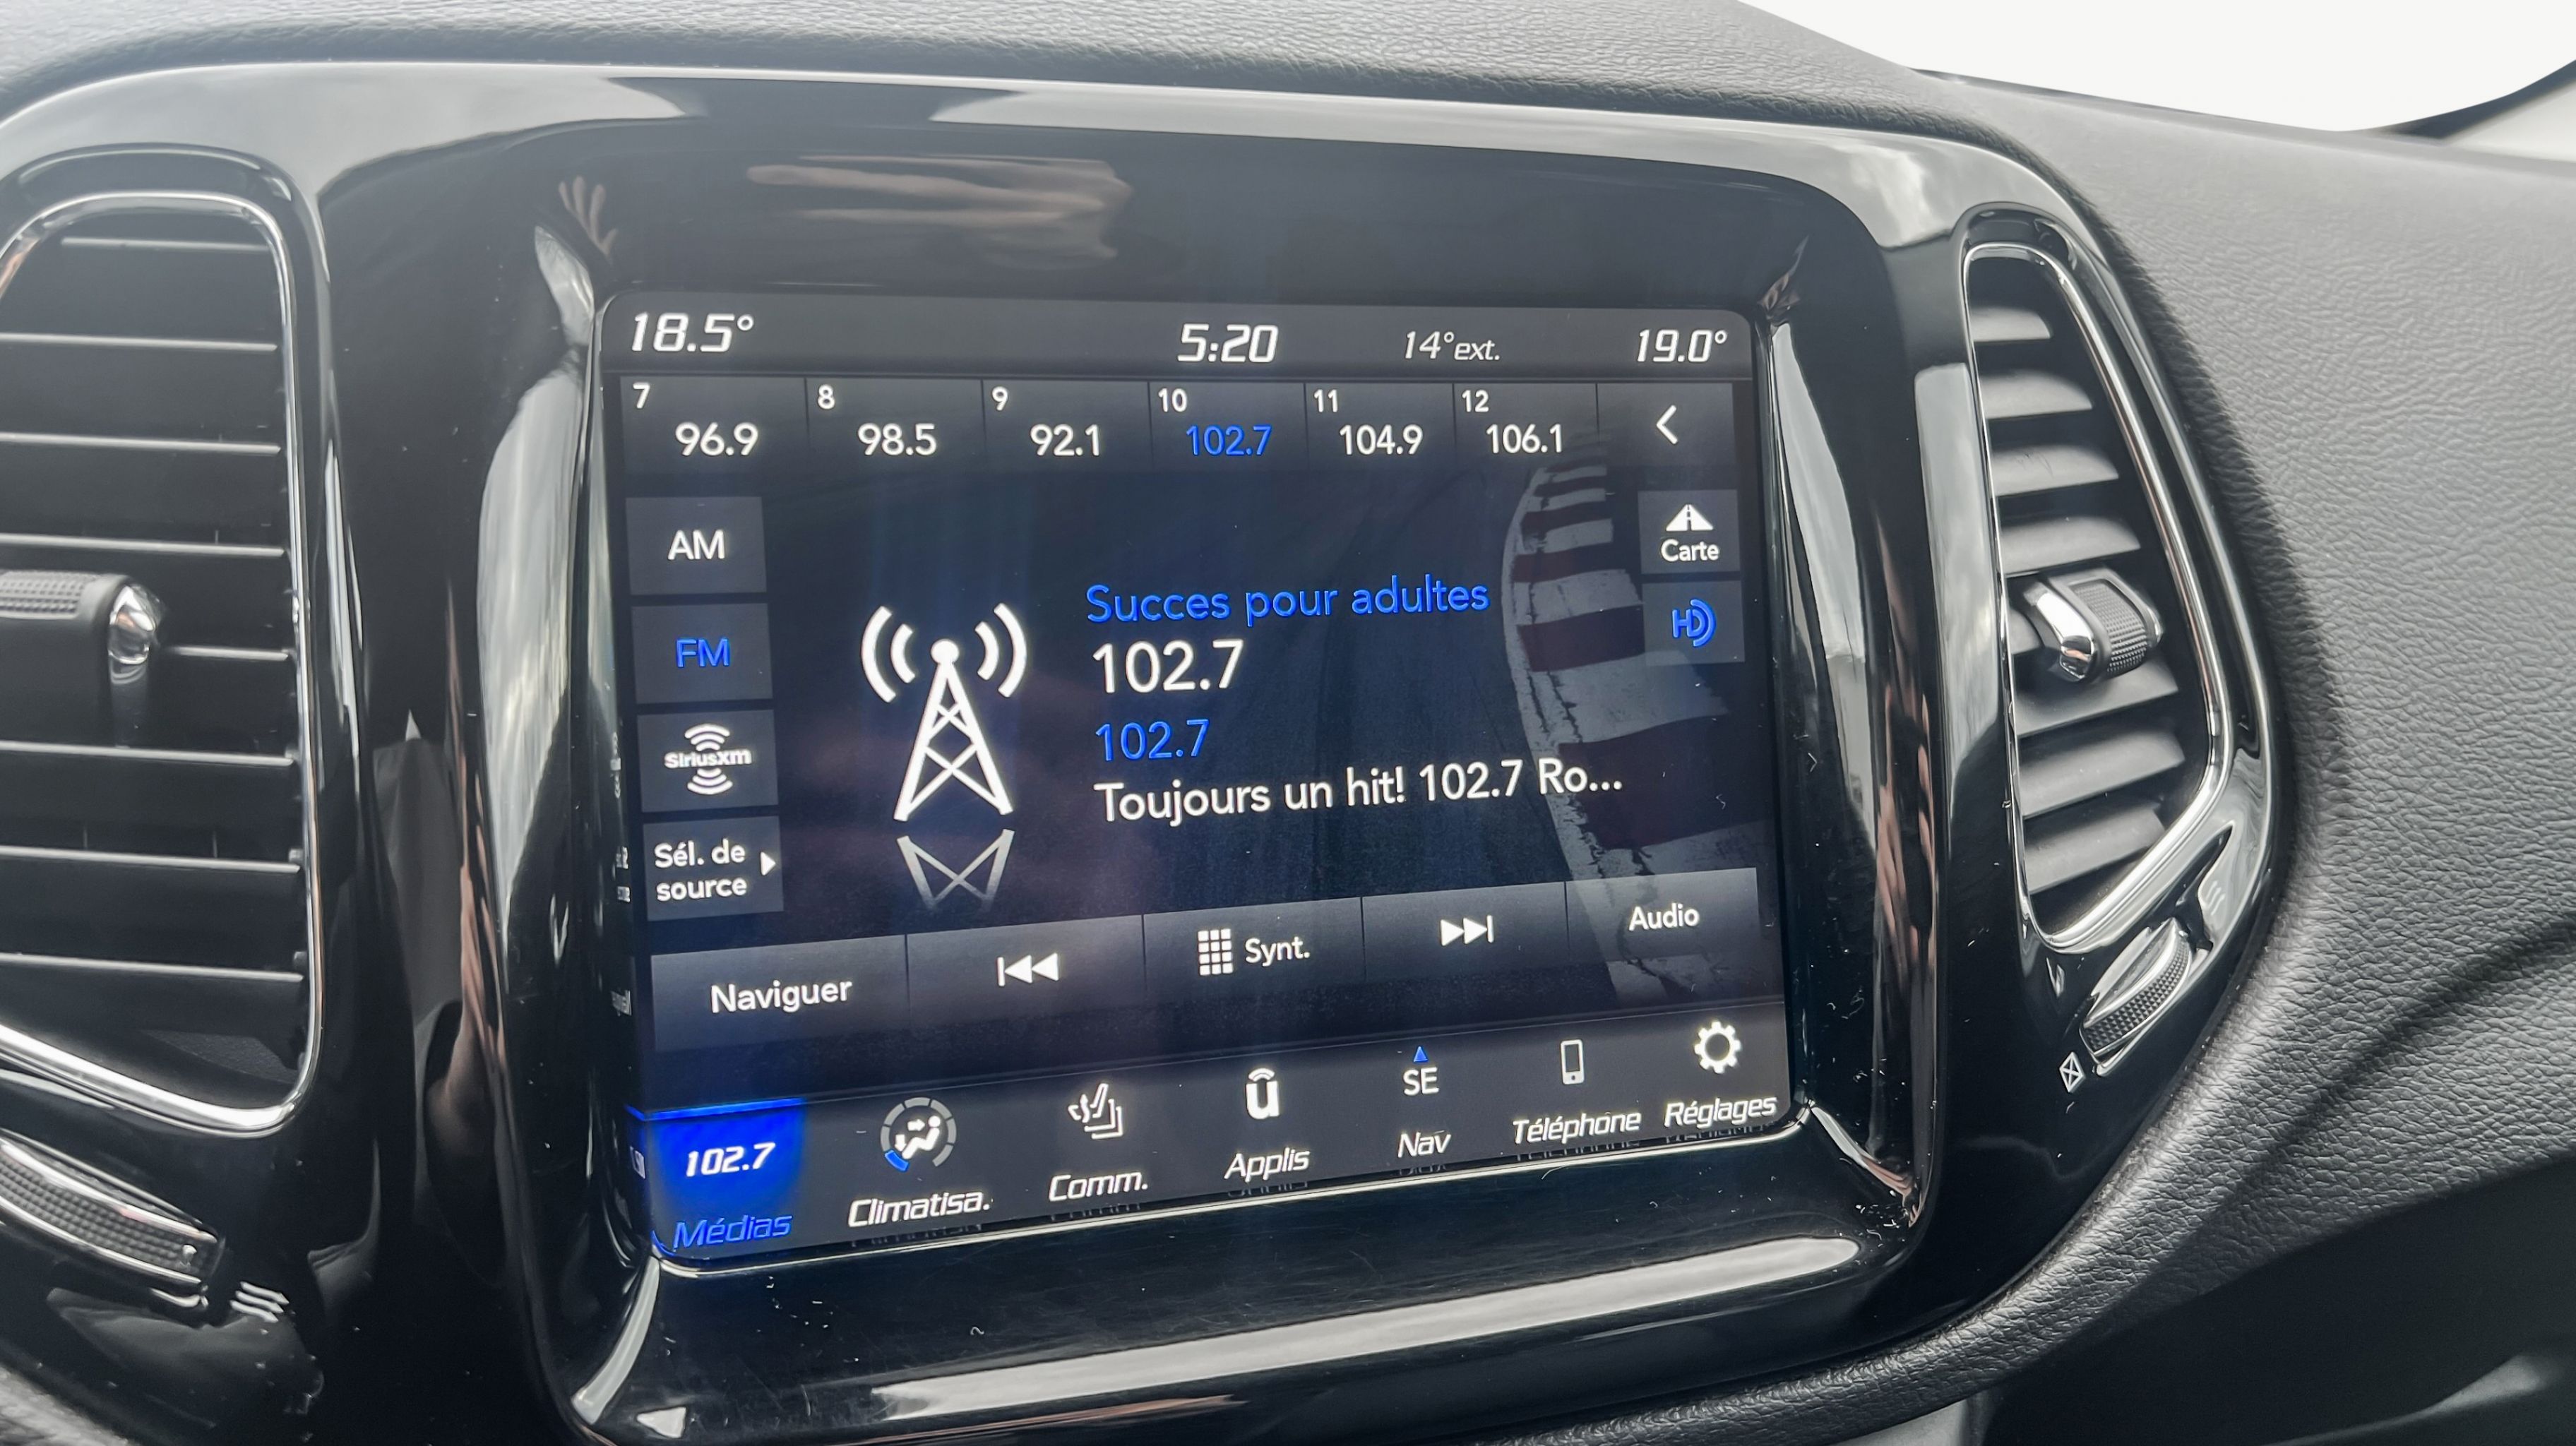 18.5° 5:20 14°ext. 19.0°
7 8 9 10 11 12
96.9 98.5 92.1 102.7 104.9 106.1
AM
Carte
FM
HD
Succes pour adultes
102.7
102.7
Toujours un hit! 102.7 Ro...
SiriusXm
Sél. de
source
Naviguer Synt. Audio
102.7 SE
Médias Climatisa. Comm. Applis Nav Téléphone Réglages